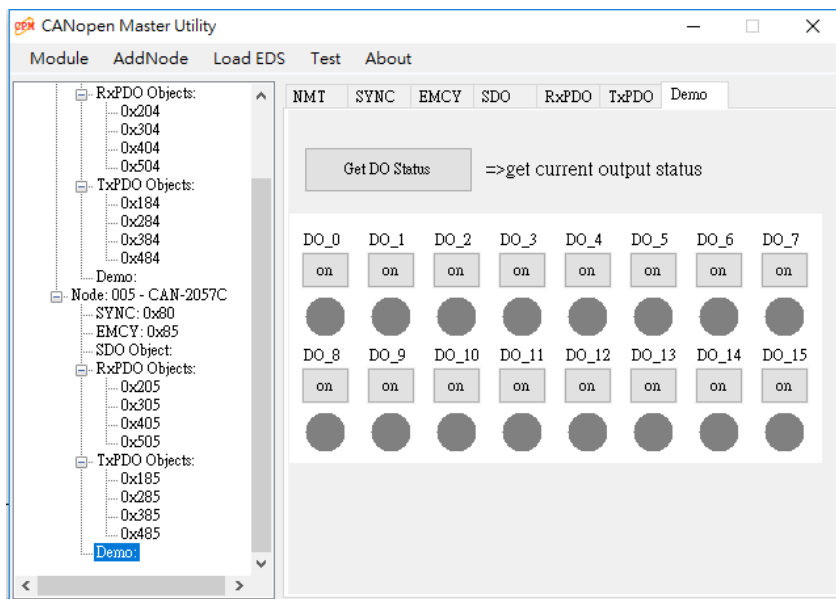 CPM CANopen Master Utility
Module AddNode Load EDS Test About
RxPDO Objects:
0x204
0x304
0x404
0x504
TxPDO Objects:
0x184
0x284
0x384
0x484
Demo:
Node: 005 - CAN-2057C
SYNC: 0x80
EMCY: 0x85
SDO Object:
RxPDO Objects:
0x205
0x305
0x405
0x505
TxPDO Objects:
0x185
0x285
0x385
0x485
Demo:
NMT SYNC EMCY SDO RxPDO TxPDO Demo
Get DO Status =>get current output status
DO_0 DO_1 DO_2 DO_3 DO_4 DO_5 DO_6 DO_7
on on on on on on on on
DO_8 DO_9 DO_10 DO_11 DO_12 DO_13 DO_14 DO_15
on on on on on on on on